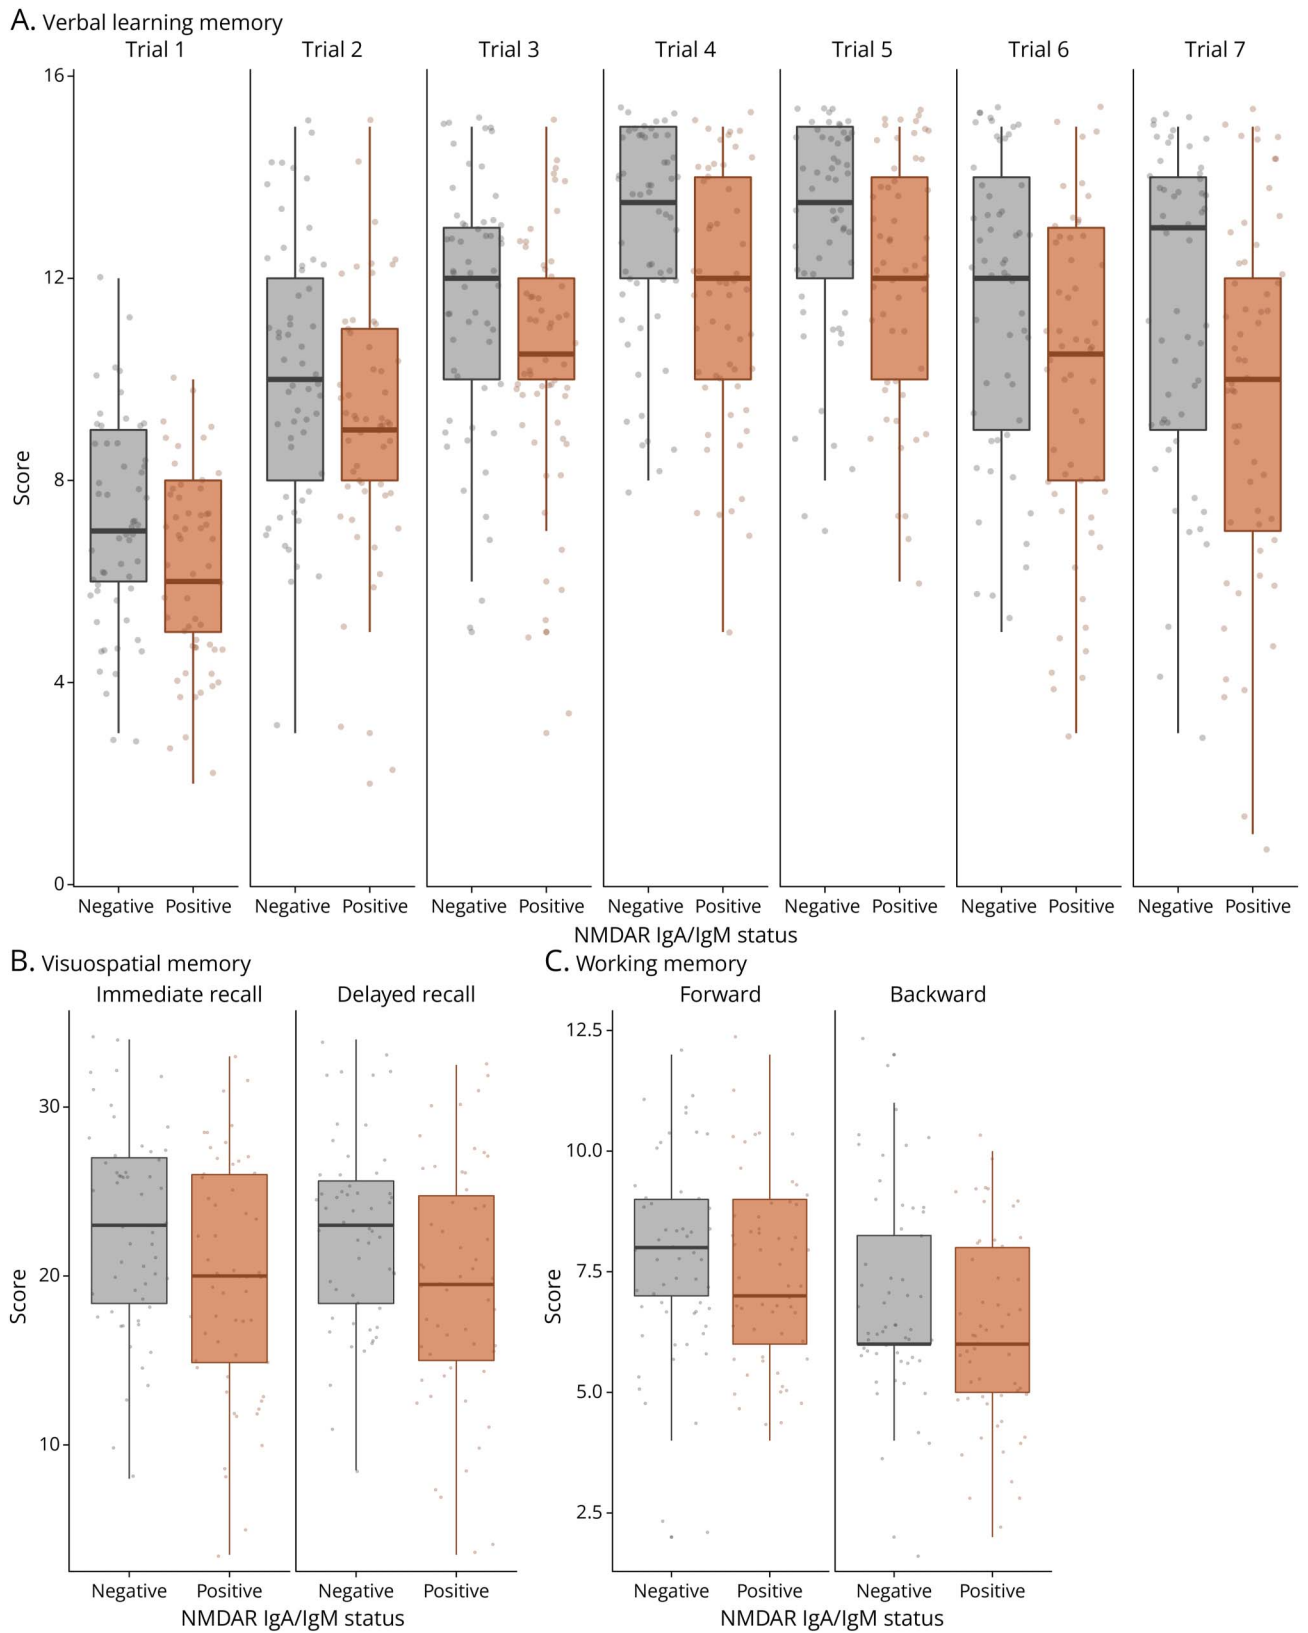 A. Verbal learning memory
Trial 1 Trial 2 Trial 3 Trial 4 Trial 5 Trial 6 Trial 7
16
12
8
4
0
Score
Negative Positive Negative Positive Negative Positive Negative Positive Negative Positive Negative Positive Negative Positive
NMDAR IgA/IgM status
B. Visuospatial memory
Immediate recall Delayed recall
30
20
10
Score
Negative Positive Negative Positive
NMDAR IgA/IgM status
C. Working memory
Forward Backward
12.5
10.0
7.5
5.0
2.5
Score
Negative Positive Negative Positive
NMDAR IgA/IgM status